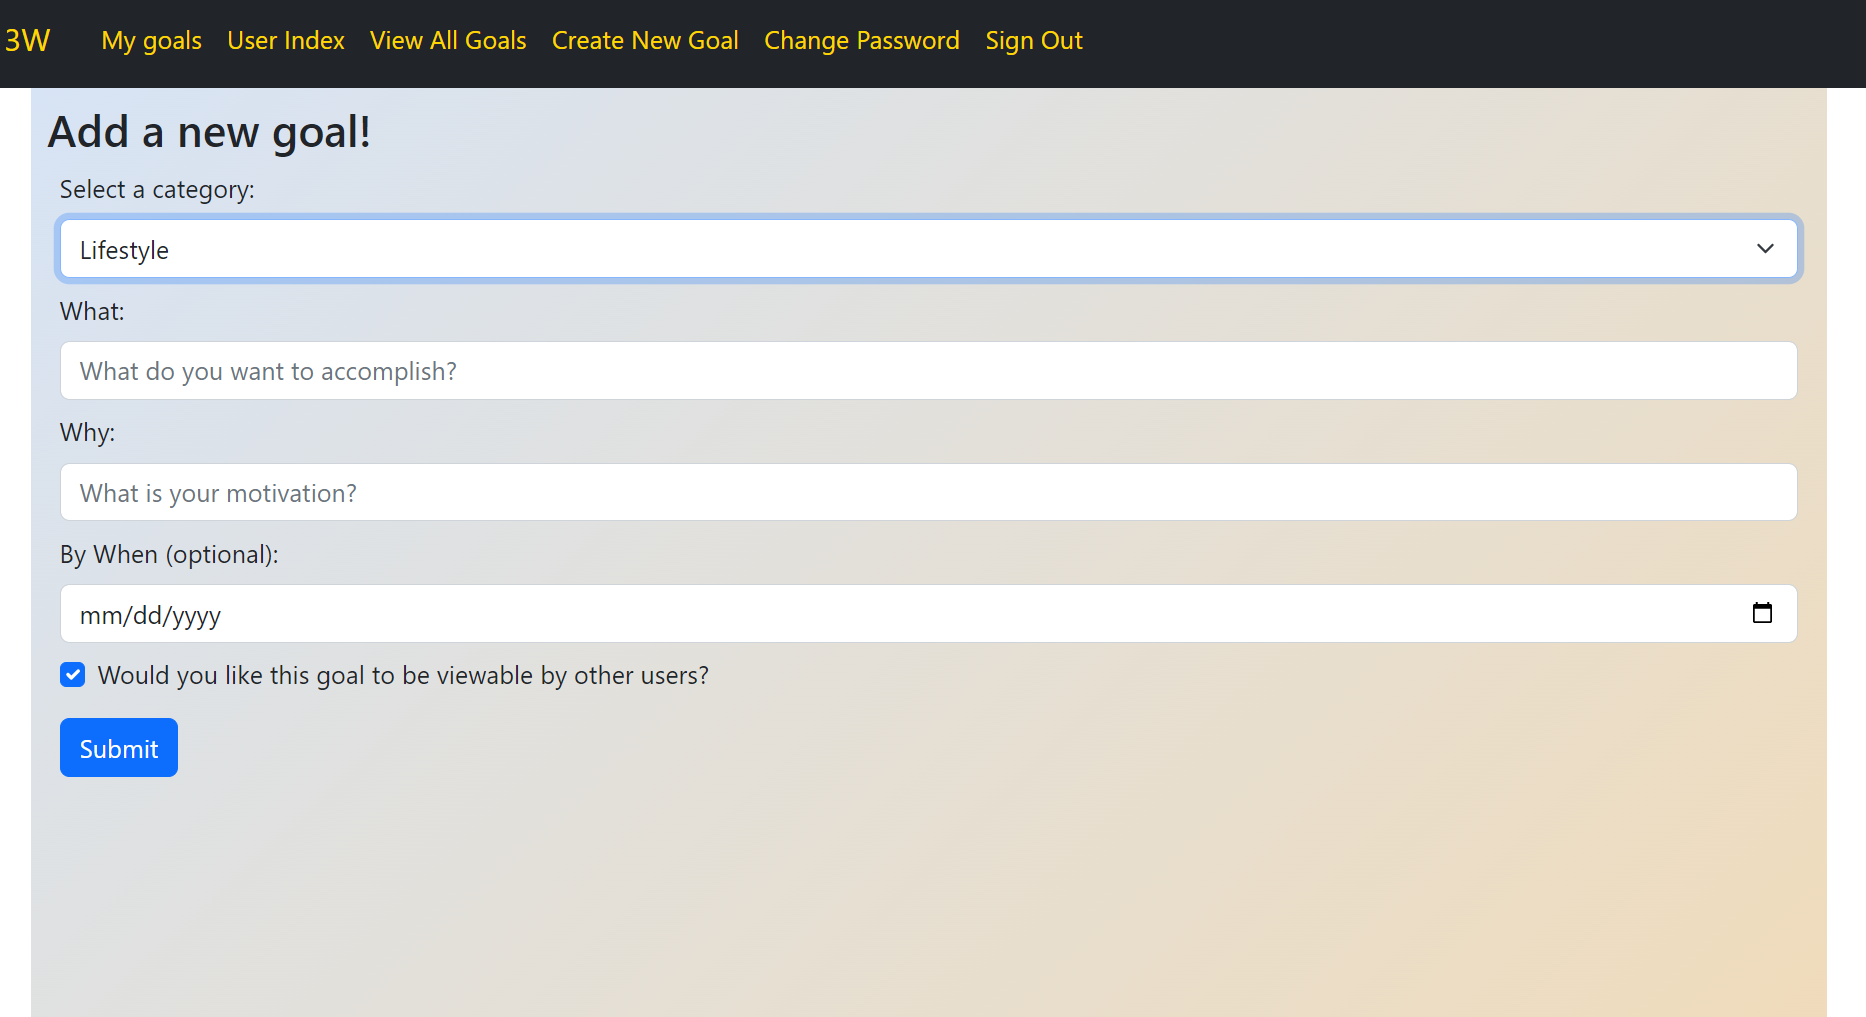 3W My goals User Index View All Goals Create New Goal Change Password Sign Out
Add a new goal!
Select a category:
Lifestyle
What:
What do you want to accomplish?
Why:
What is your motivation?
By When (optional):
mm/dd/yyyy
Would you like this goal to be viewable by other users?
Submit